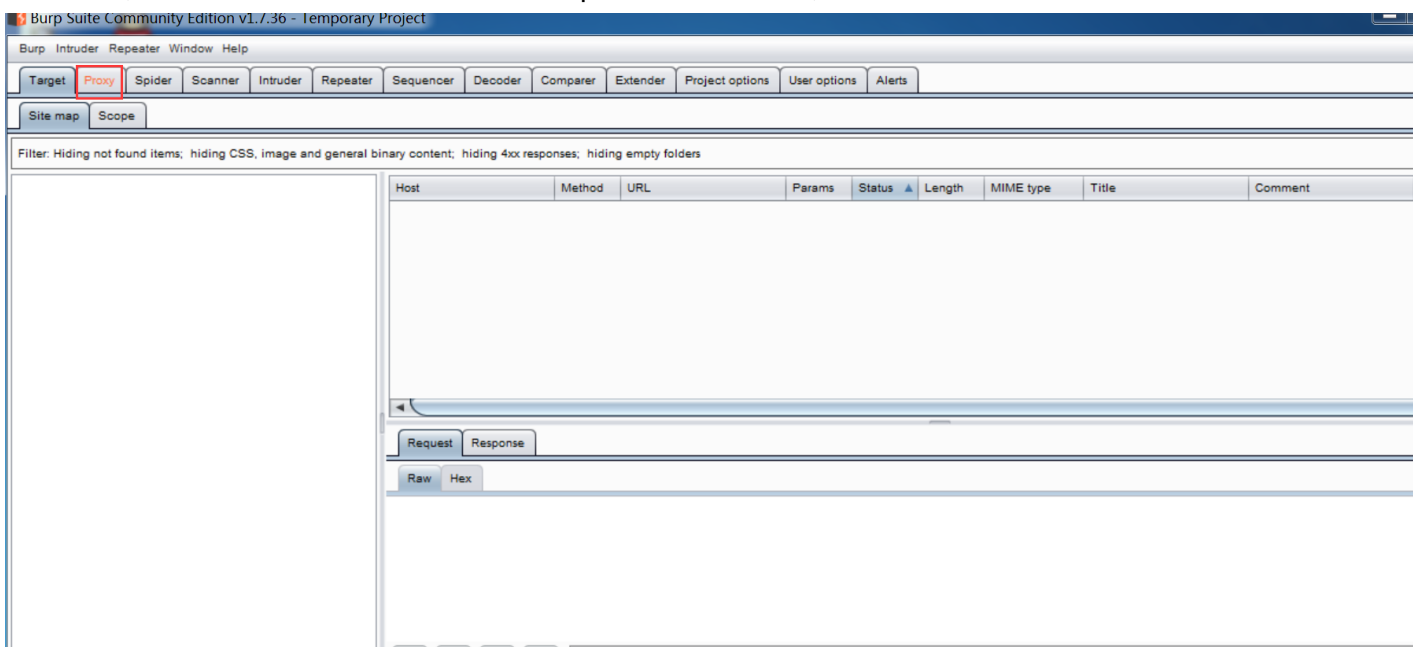 Burp Suite Community Edition v1.7.36 - Temporary Project
Burp Intruder Repeater Window Help
Target Proxy Spider Scanner Intruder Repeater Sequencer Decoder Comparer Extender Project options User options Alerts
Site map Scope
Filter: Hiding not found items; hiding CSS, image and general binary content; hiding 4xx responses; hiding empty folders
Host Method URL Params Status Length MIME type Title Comment
Request Response
Raw Hex